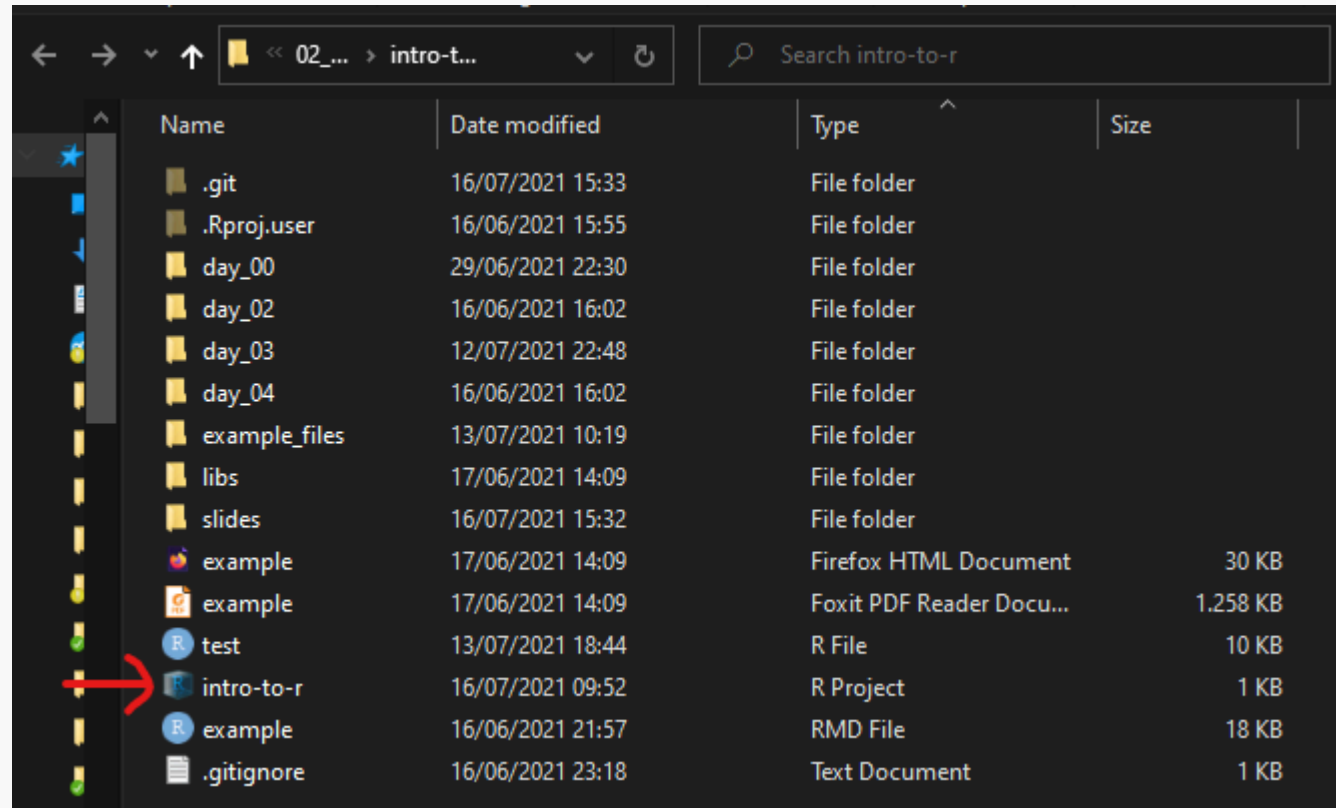 « 02_... › intro-t... Search intro-to-r
Name Date modified Type Size
.git 16/07/2021 15:33 File folder
.Rproj.user 16/06/2021 15:55 File folder
day_00 29/06/2021 22:30 File folder
day_02 16/06/2021 16:02 File folder
day_03 12/07/2021 22:48 File folder
day_04 16/06/2021 16:02 File folder
example_files 13/07/2021 10:19 File folder
libs 17/06/2021 14:09 File folder
slides 16/07/2021 15:32 File folder
example 17/06/2021 14:09 Firefox HTML Document 30 KB
example 17/06/2021 14:09 Foxit PDF Reader Docu... 1.258 KB
test 13/07/2021 18:44 R File 10 KB
intro-to-r 16/07/2021 09:52 R Project 1 KB
example 16/06/2021 21:57 RMD File 18 KB
.gitignore 16/06/2021 23:18 Text Document 1 KB